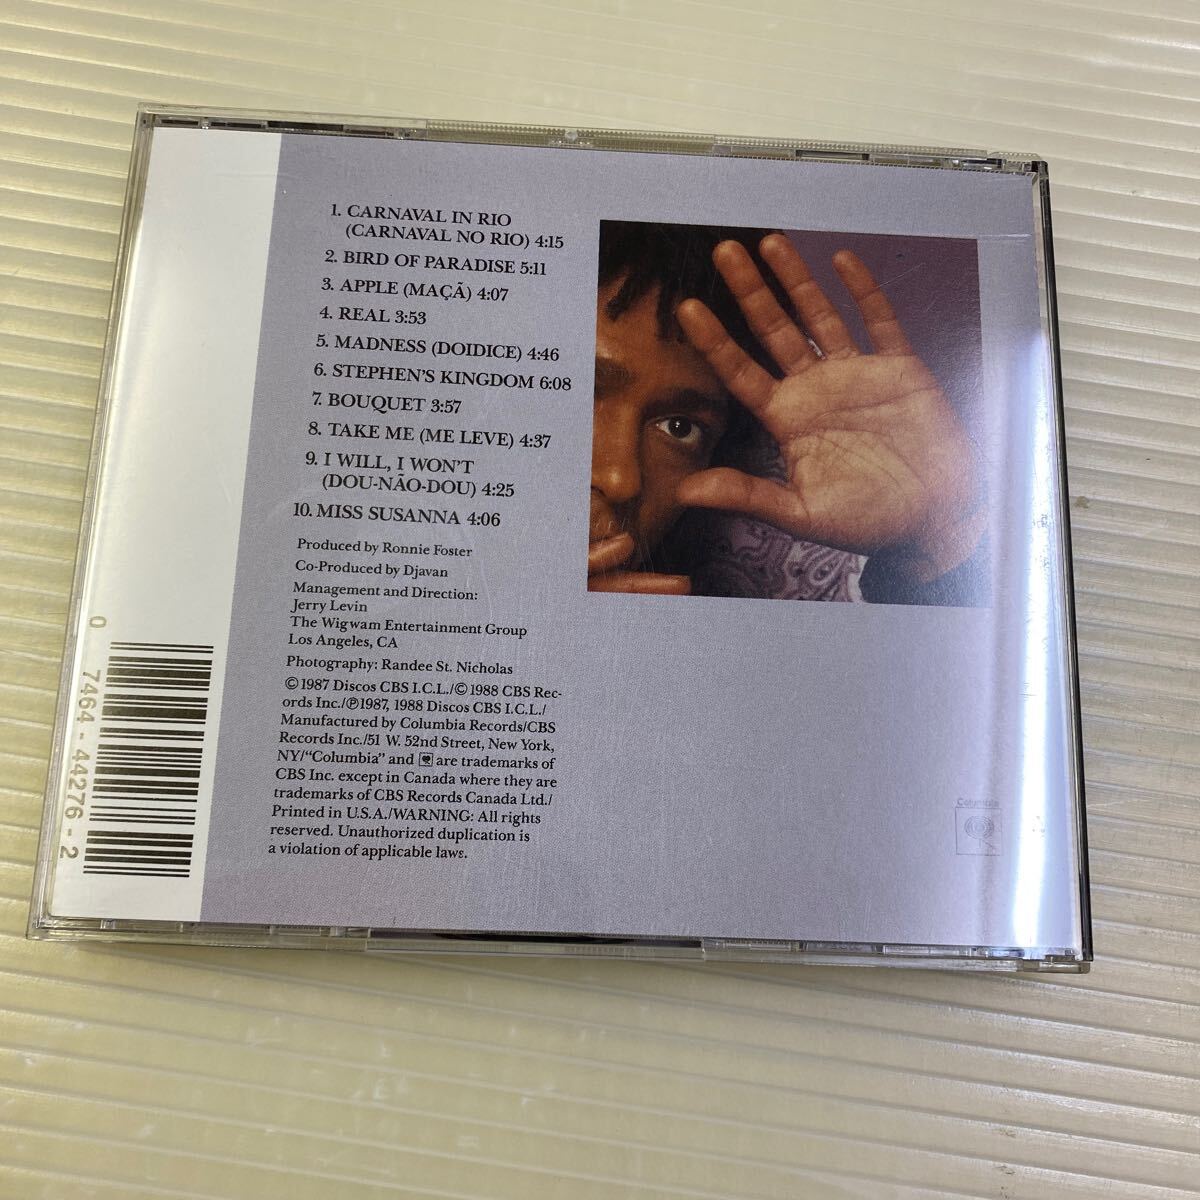 1. CARNAVAL IN RIO
(CARNAVAL NO RIO) 4:15
2. BIRD OF PARADISE 5:11
3. APPLE (MAÇÃ) 4:07
4. REAL 3:53
5. MADNESS (DOIDICE) 4:46
6. STEPHEN'S KINGDOM 6:08
7. BOUQUET 3:57
8. TAKE ME (ME LEVE) 4:37
9. I WILL, I WON'T
(DOU-NÃO-DOU) 4:25
10. MISS SUSANNA 4:06
Produced by Ronnie Foster
Co-Produced by Djavan
Management and Direction:
Jerry Levin
The Wigwam Entertainment Group
Los Angeles, CA
Photography: Randee St. Nicholas
©1987 Discos CBS I.C.L./©1988 CBS Rec-
ords Inc./℗1987, 1988 Discos CBS I.C.L./
Manufactured by Columbia Records/CBS
Records Inc./51 W. 52nd Street, New York,
NY/"Columbia" and are trademarks of
CBS Inc. except in Canada where they are
trademarks of CBS Records Canada Ltd./
Printed in U.S.A./WARNING: All rights
reserved. Unauthorized duplication is
a violation of applicable laws.
0 7464-44276-2
Columbia